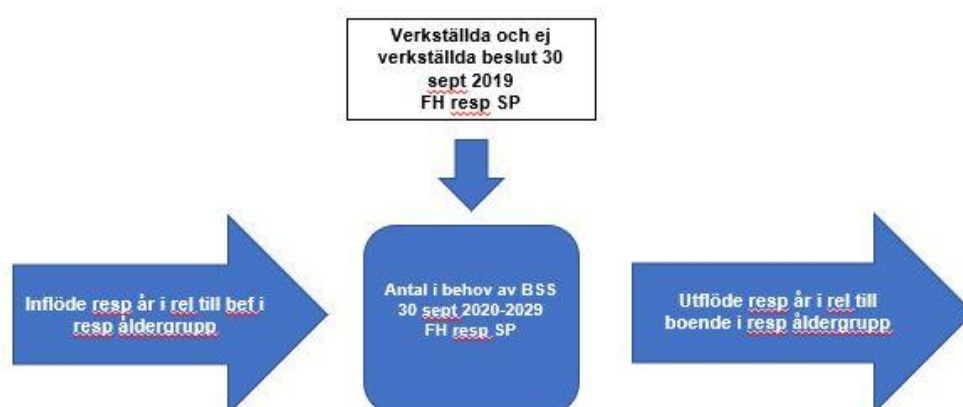 Verkställda och ej
verkställda beslut 30
sept 2019
FH resp SP
Inflöde resp år i rel till bef i
resp åldergrupp
Antal i behov av BSS
30 sept 2020-2029
FH resp SP
Utflöde resp år i rel till
boende i resp åldergrupp